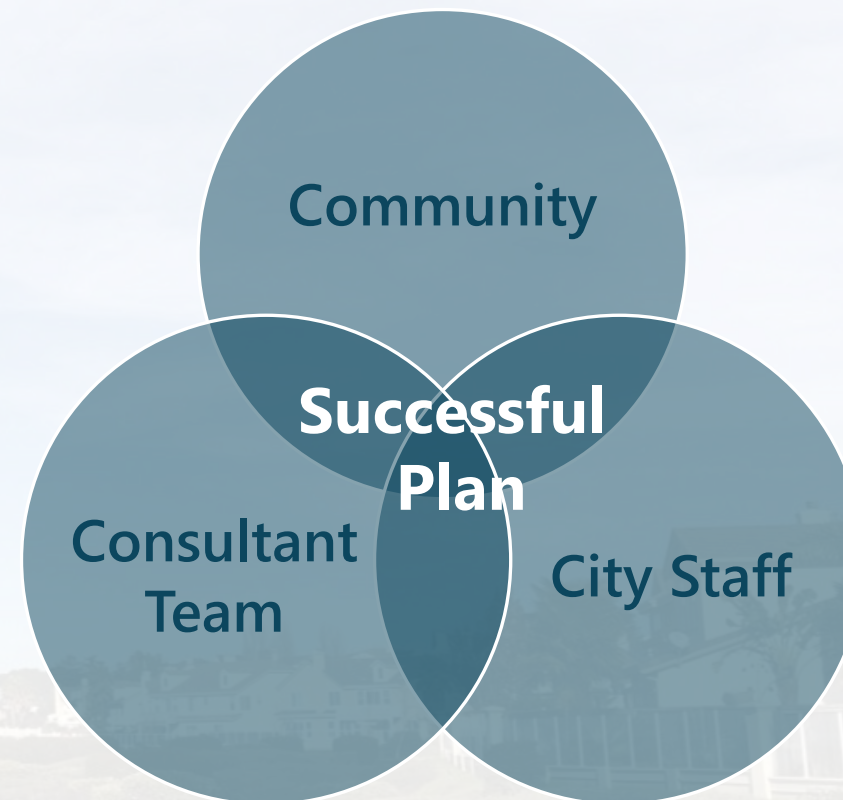 Community
Successful
Plan
Consultant
Team
City Staff